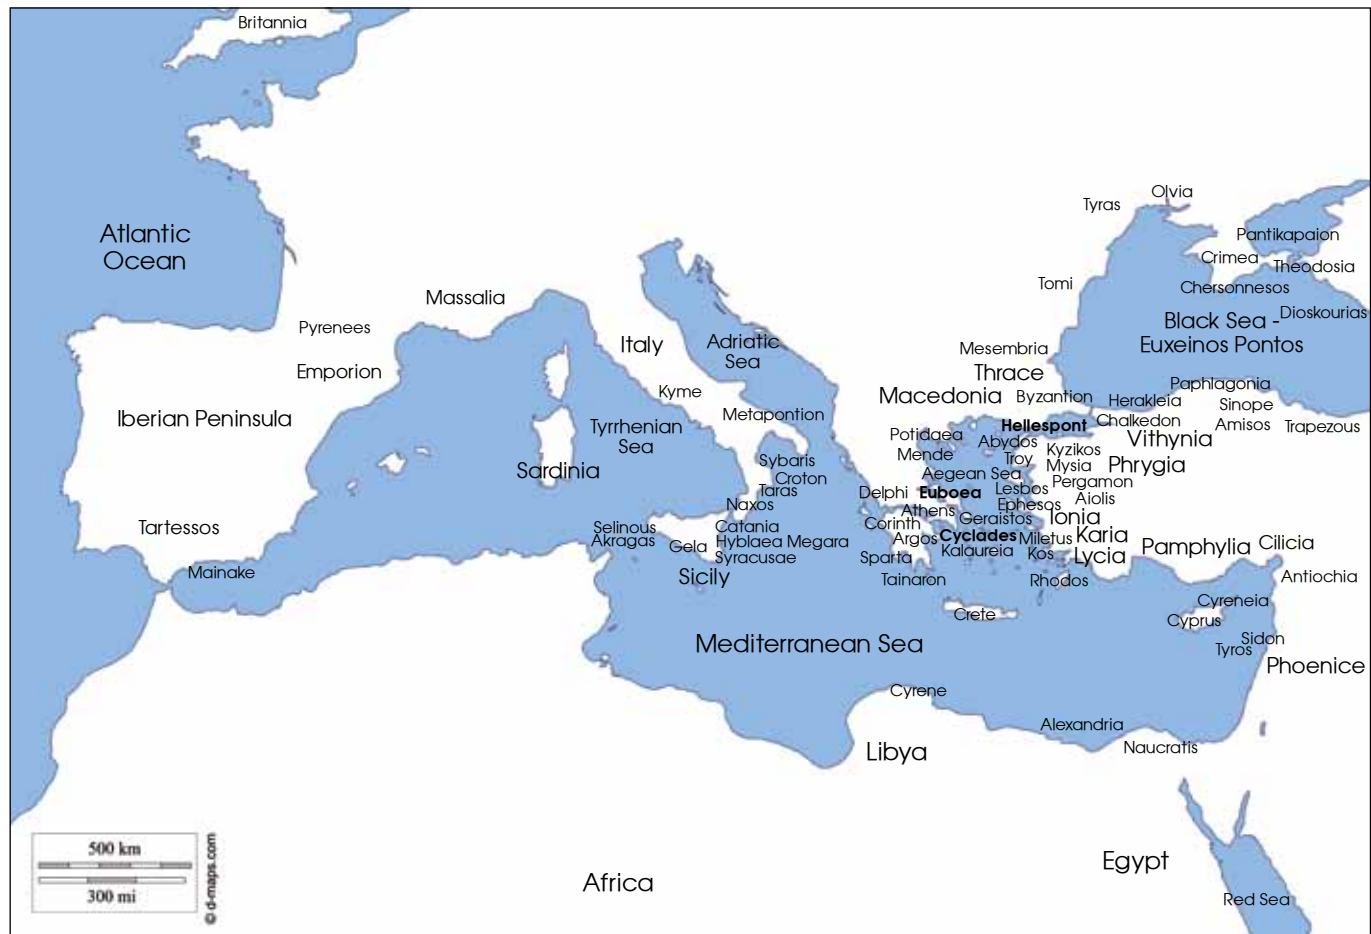 Britannia
Olvia
Tyras
Atlantic
Ocean
Pantikapaion
Crimea
Theodosia
Tomi
Chersonnesos
Massalia
Dioskourias
Black Sea -
Euxeinos Pontos
Pyrenees
Italy
Adriatic
Sea
Mesembria
Emporion
Thrace
Paphlagonia
Kyme
Macedonia
Byzantion
Herakleia
Sinope
Iberian Peninsula
Metapontion
Hellespont
Chalkedon
Amisos
Trapezous
Tyrrhenian
Sea
Potidaea
Abydos
Vithynia
Mende
Troy
Kyzikos
Sardinia
Sybaris
Mysia
Phrygia
Croton
Aegean Sea
Pergamon
Taras
Delphi
Euboea
Lesbos
Aiolis
Naxos
Athens
Ephesos
Tartessos
Selinous
Catania
Corinth
Geraistos
Ionia
Akragas
Gela
Hyblaea Megara
Argos
Cyclades
Miletus
Karia
Syracusae
Sparta
Kalaureia
Kos
Lycia
Pamphylia
Cilicia
Mainake
Sicily
Tainaron
Rhodos
Antiochia
Crete
Cyreneia
Cyprus
Mediterranean Sea
Sidon
Tyros
Phoenice
Cyrene
Alexandria
Libya
Naucratis
500 km
300 mi
© d-maps.com
Africa
Egypt
Red Sea